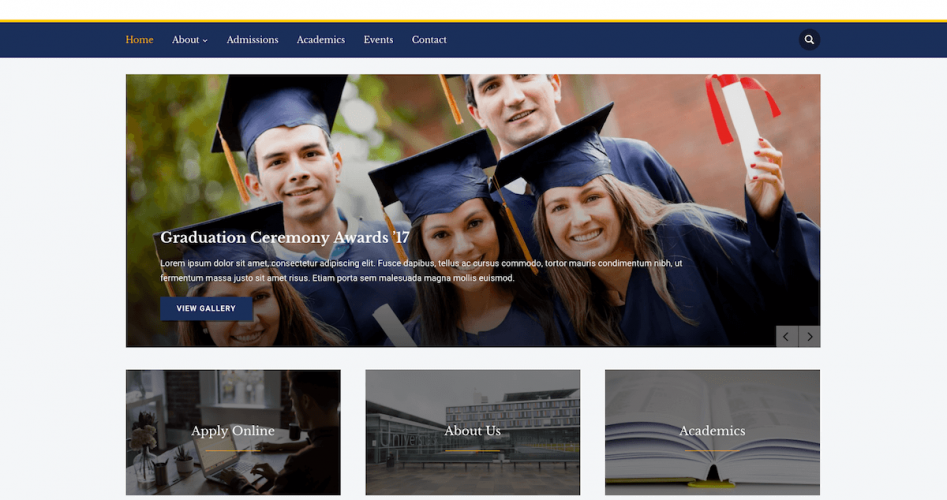 Home About Admissions Academics Events Contact
Graduation Ceremony Awards '17
Lorem ipsum dolor sit amet, consectetur adipiscing elit. Fusce dapibus, tellus ac cursus commodo, tortor mauris condimentum nibh, ut
fermentum massa justo sit amet risus. Etiam porta sem malesuada magna mollis euismod.
VIEW GALLERY
Apply Online About Us Academics